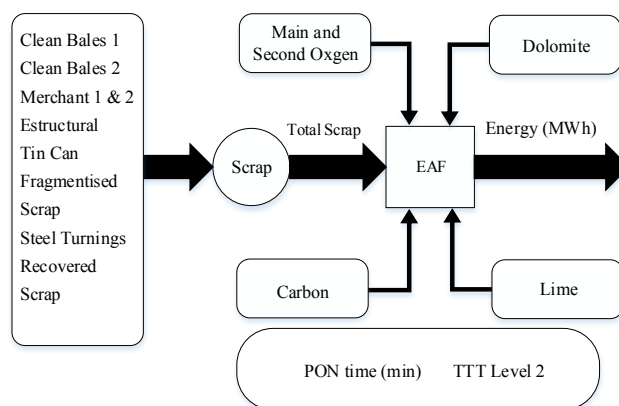 Clean Bales 1
Clean Bales 2
Merchant 1 & 2
Estructural
Tin Can
Fragmentised
Scrap
Steel Turnings
Recovered
Scrap
Scrap
Total Scrap
Main and
Second Oxgen
Dolomite
EAF
Energy (MWh)
Carbon
Lime
PON time (min) TTT Level 2